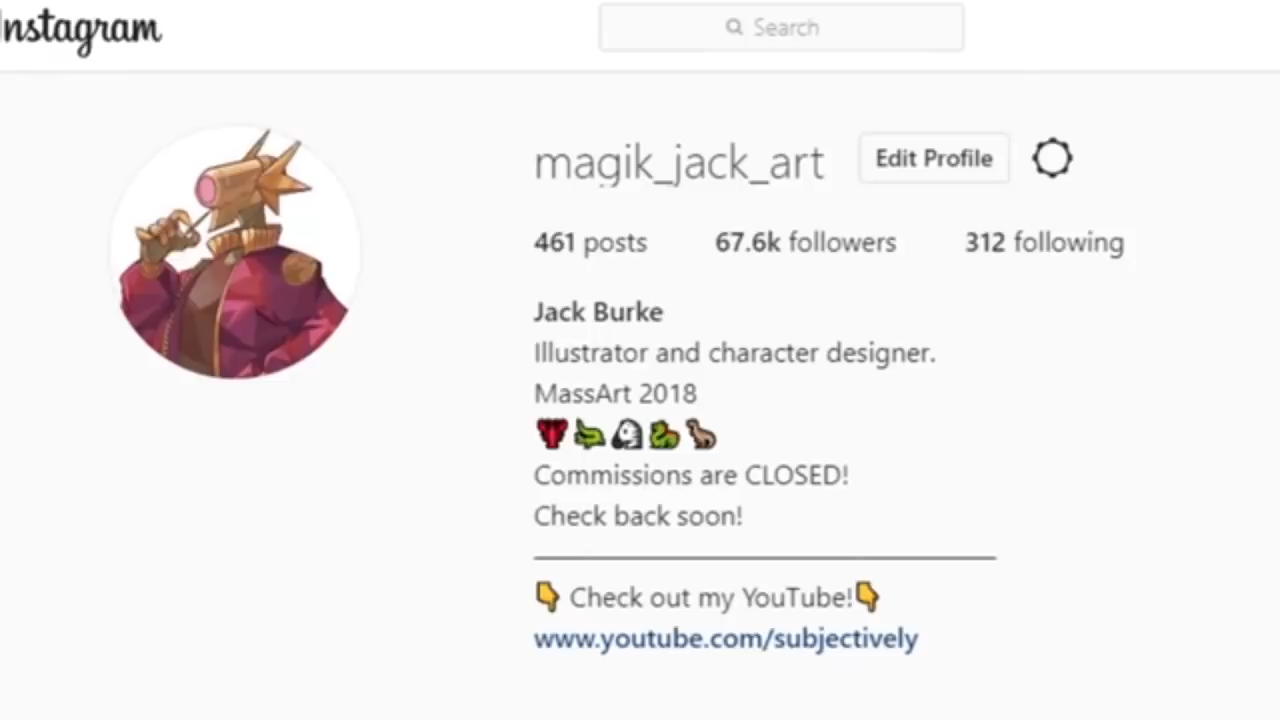 Instagram
Search
magik_jack_art Edit Profile
461 posts 67.6k followers 312 following
Jack Burke
Illustrator and character designer.
MassArt 2018
Commissions are CLOSED!
Check back soon!
👇 Check out my YouTube!👇
www.youtube.com/subjectively